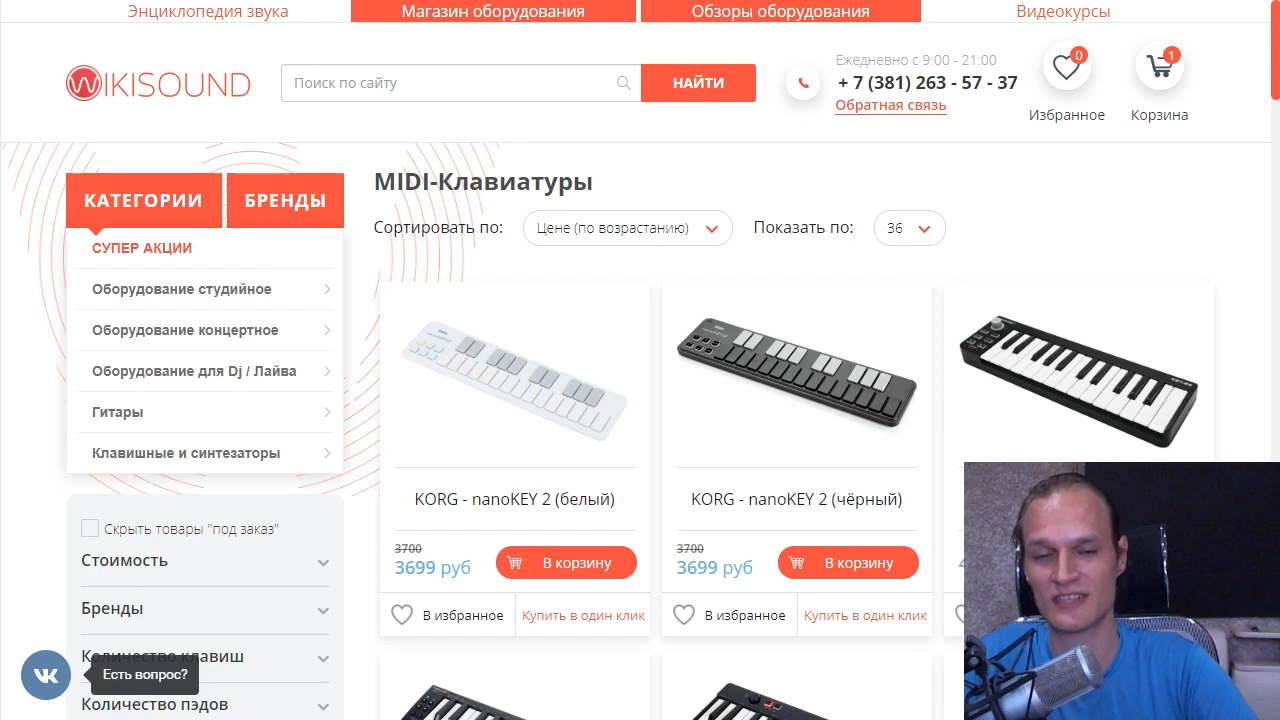 Энциклопедия звука
Магазин оборудования
Обзоры оборудования
Видеокурсы
WIKISOUND
Поиск по сайту
НАЙТИ
Ежедневно с 9:00 - 21:00
+ 7 (381) 263 - 57 - 37
Обратная связь
0
Избранное
1
Корзина
КАТЕГОРИИ
БРЕНДЫ
СУПЕР АКЦИИ
Оборудование студийное
Оборудование концертное
Оборудование для Dj / Лайва
Гитары
Клавишные и синтезаторы
Скрыть товары "под заказ"
Стоимость
Бренды
Количество клавиш
Количество пэдов
Есть вопрос?
MIDI-Клавиатуры
Сортировать по:
Цене (по возрастанию)
Показать по:
36
KORG - nanoKEY 2 (белый)
3700
3699 руб
В корзину
В избранное
Купить в один клик
KORG - nanoKEY 2 (чёрный)
3700
3699 руб
В корзину
В избранное
Купить в один клик